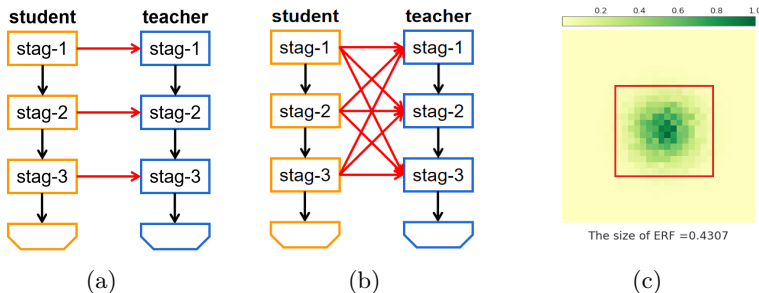 student teacher
stag-1 stag-1
stag-2 stag-2
stag-3 stag-3
(a)
student teacher
stag-1 stag-1
stag-2 stag-2
stag-3 stag-3
(b)
0.2 0.4 0.6 0.8 1.0
The size of ERF =0.4307
(c)